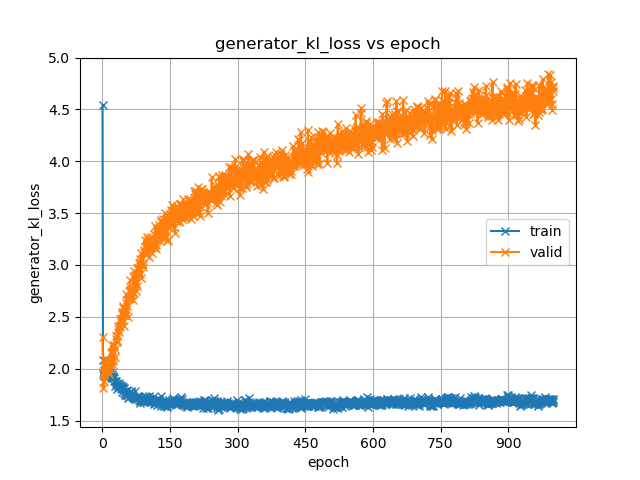 generator_kl_loss vs epoch
5.0
4.5
4.0
3.5
3.0
2.5
2.0
1.5
generator_kl_loss
train
valid
0 150 300 450 600 750 900
epoch